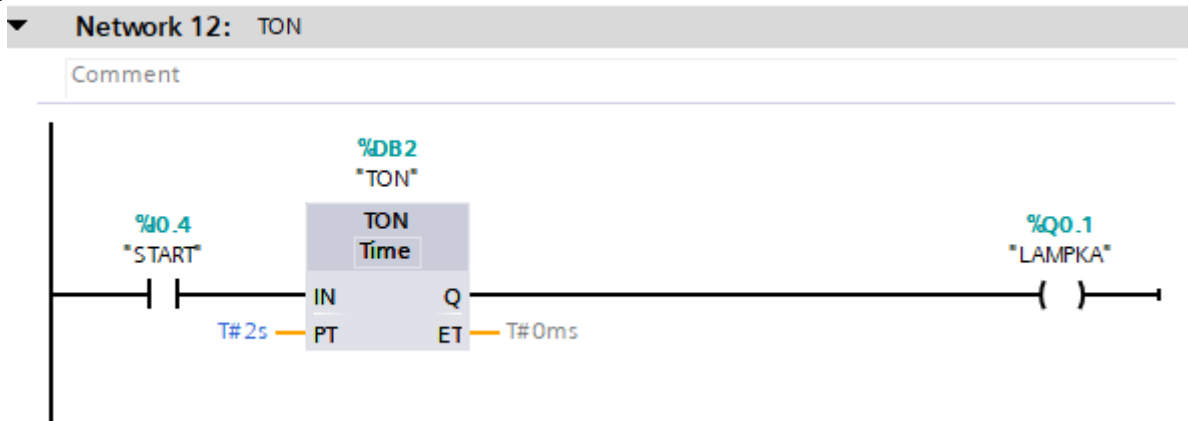 Network 12: TON
Comment
%DB2
"TON"
%I0.4
"START"
TON
Time
%Q0.1
"LAMPKA"
IN Q
T#2s PT ET T#0ms